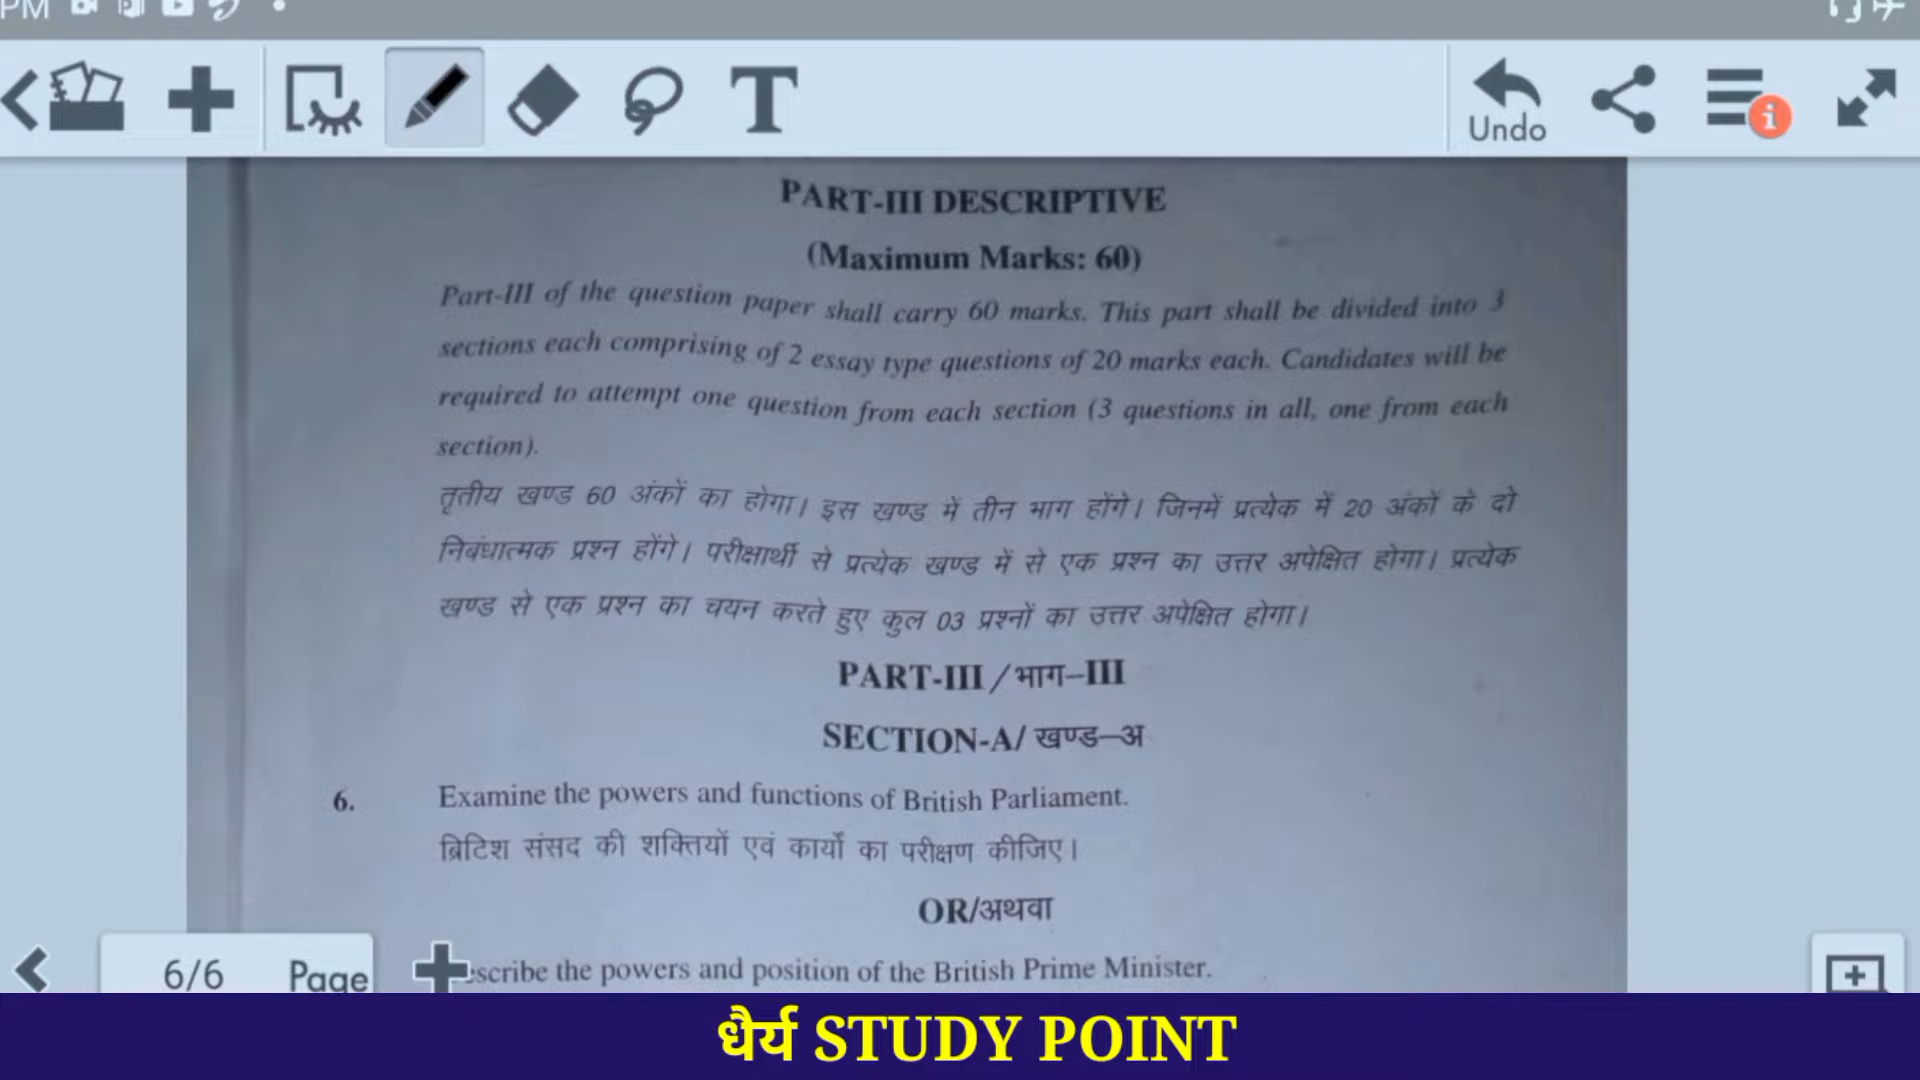 PM
Undo
PART-III DESCRIPTIVE
(Maximum Marks: 60)
Part-III of the question paper shall carry 60 marks. This part shall be divided into 3
sections each comprising of 2 essay type questions of 20 marks each. Candidates will be
required to attempt one question from each section (3 questions in all, one from each
section).
तृतीय खण्ड 60 अंकों का होगा। इस खण्ड में तीन भाग होंगे। जिनमें प्रत्येक में 20 अंकों के दो
निबंधात्मक प्रश्न होंगे। परीक्षार्थी से प्रत्येक खण्ड में से एक प्रश्न का उत्तर अपेक्षित होगा। प्रत्येक
खण्ड से एक प्रश्न का चयन करते हुए कुल 03 प्रश्नों का उत्तर अपेक्षित होगा।
PART-III / भाग–III
SECTION-A/ खण्ड–अ
6. Examine the powers and functions of British Parliament.
ब्रिटिश संसद की शक्तियों एवं कार्यों का परीक्षण कीजिए।
OR/अथवा
escribe the powers and position of the British Prime Minister.
6/6 Page
धैर्य STUDY POINT